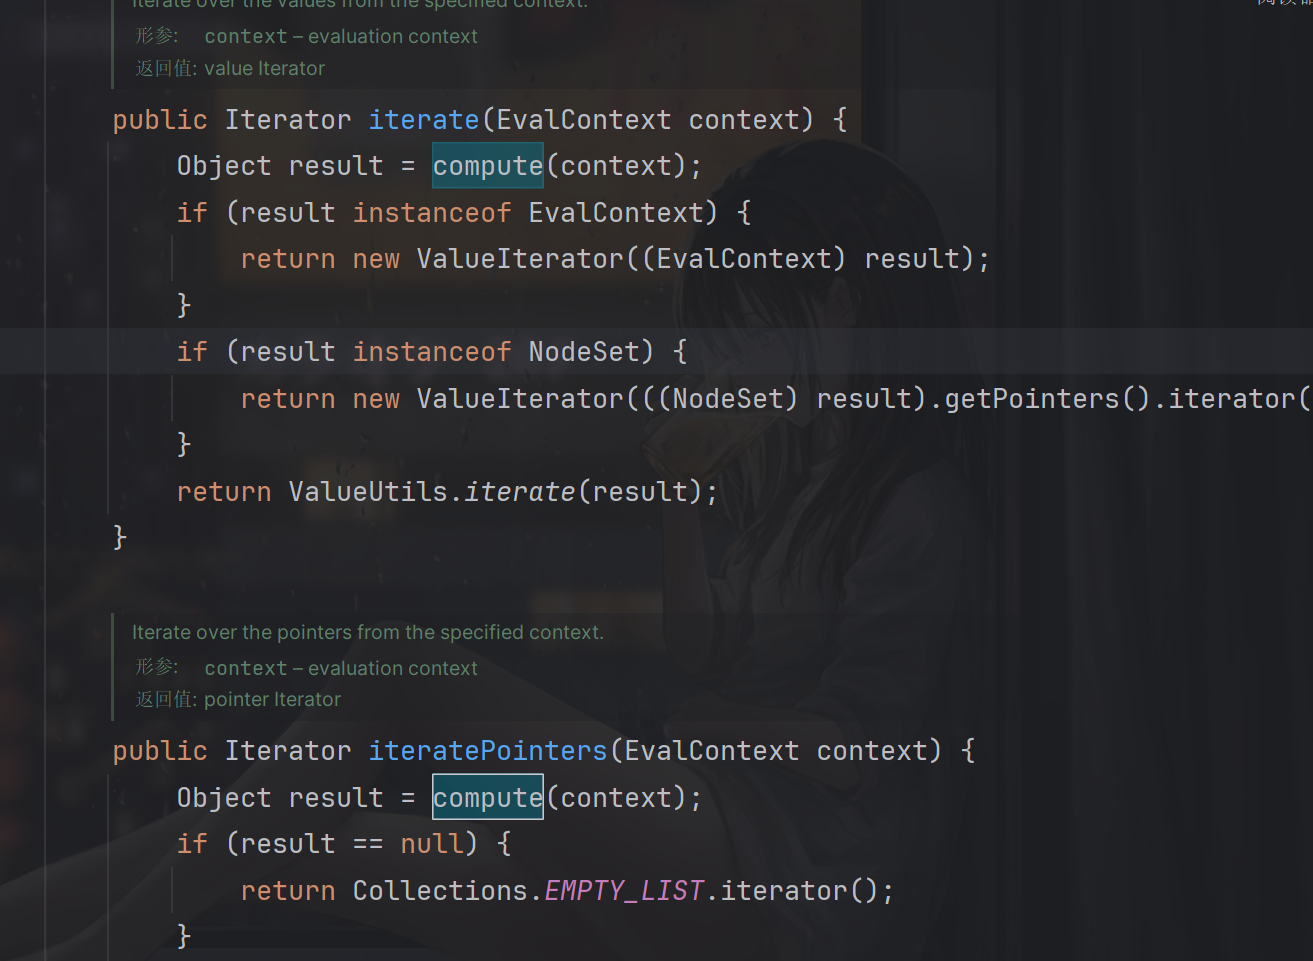 Iterate over the values from the specified context.
形参: context – evaluation context
返回值: value Iterator
public Iterator iterate(EvalContext context) {
Object result = compute(context);
if (result instanceof EvalContext) {
return new ValueIterator((EvalContext) result);
}
if (result instanceof NodeSet) {
return new ValueIterator(((NodeSet) result).getPointers().iterator(
}
return ValueUtils.iterate(result);
}
Iterate over the pointers from the specified context.
形参: context – evaluation context
返回值: pointer Iterator
public Iterator iteratePointers(EvalContext context) {
Object result = compute(context);
if (result == null) {
return Collections.EMPTY_LIST.iterator();
}